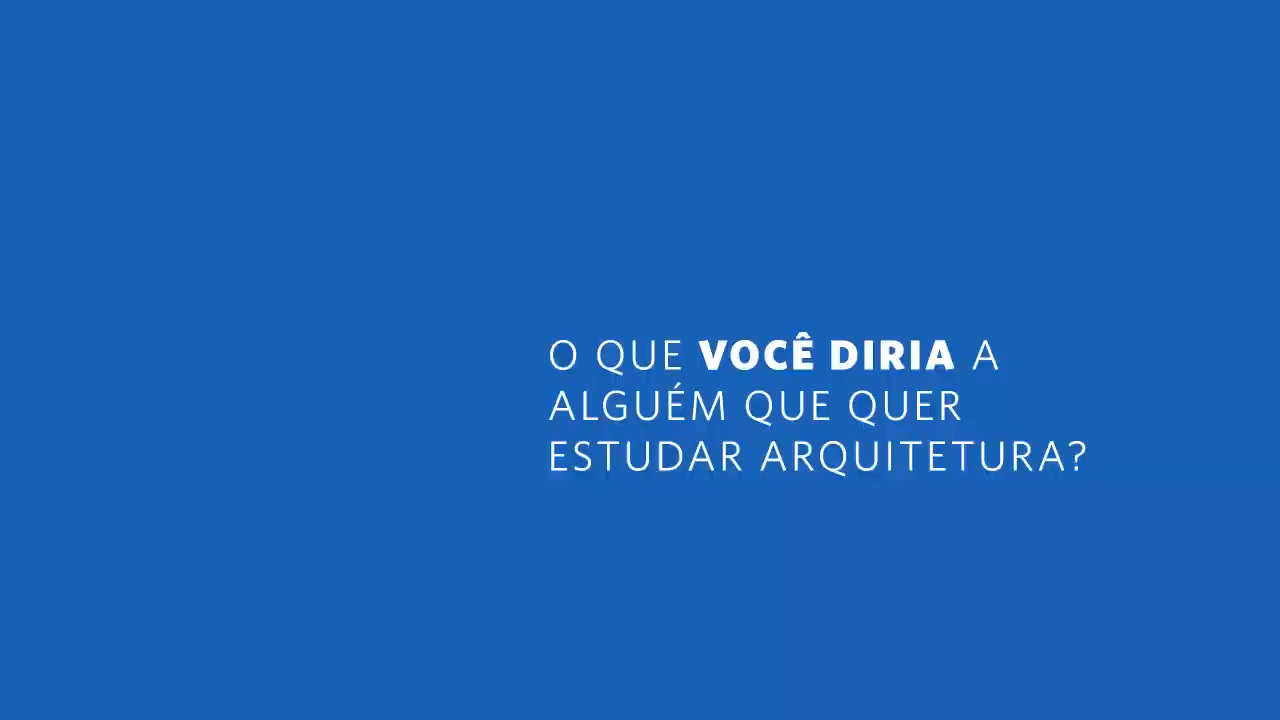 O QUE VOCÊ DIRIA A
ALGUÉM QUE QUER
ESTUDAR ARQUITETURA?